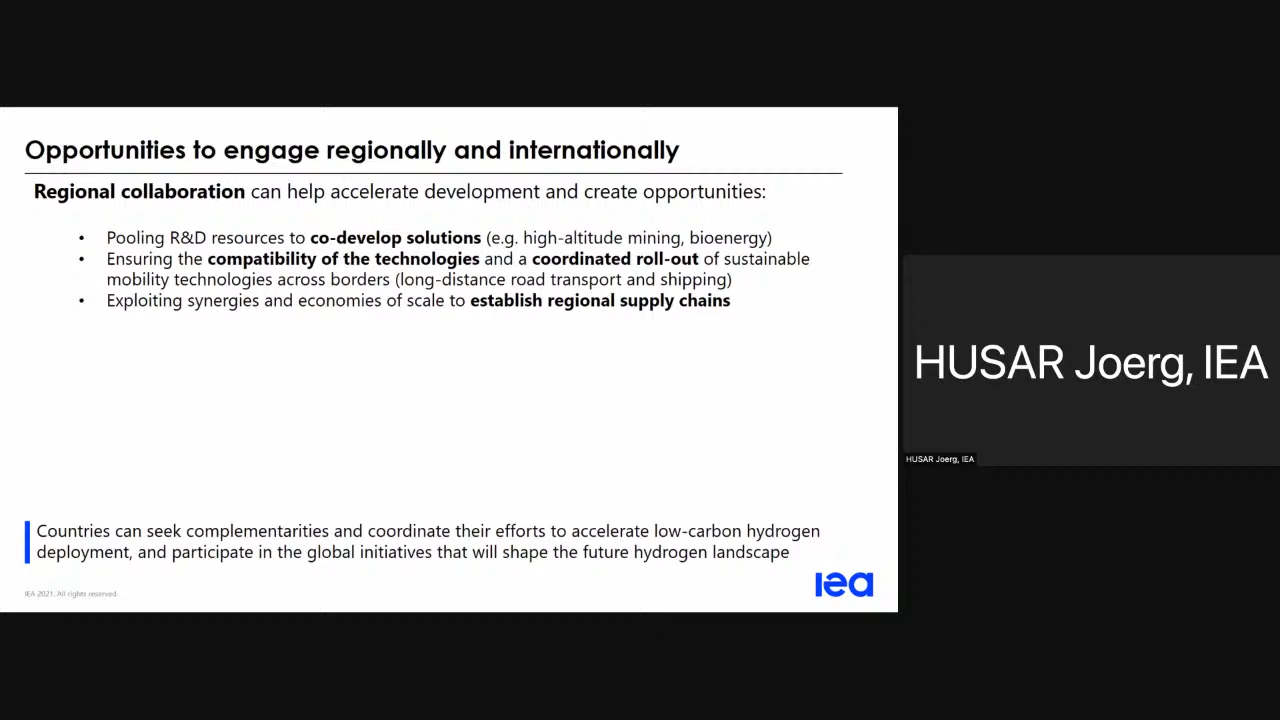 Opportunities to engage regionally and internationally
Regional collaboration can help accelerate development and create opportunities:
• Pooling R&D resources to co-develop solutions (e.g. high-altitude mining, bioenergy)
• Ensuring the compatibility of the technologies and a coordinated roll-out of sustainable
mobility technologies across borders (long-distance road transport and shipping)
• Exploiting synergies and economies of scale to establish regional supply chains
Countries can seek complementarities and coordinate their efforts to accelerate low-carbon hydrogen
deployment, and participate in the global initiatives that will shape the future hydrogen landscape
IEA 2021. All rights reserved.
iea
HUSAR Joerg, IEA
HUSAR Joerg, IEA